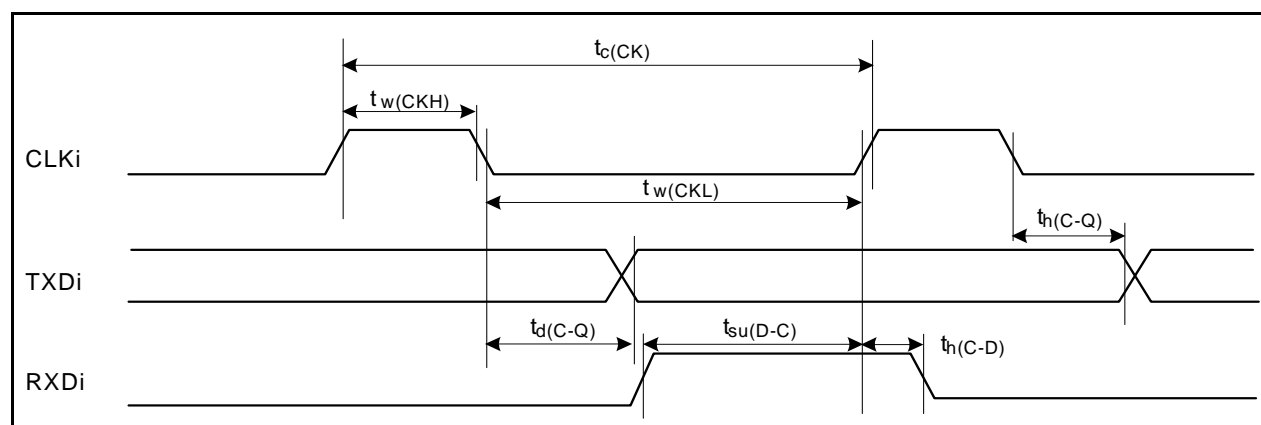 tc(CK)
tw(CKH)
CLKi
tw(CKL)
th(C-Q)
TXDi
td(C-Q)
tsu(D-C)
th(C-D)
RXDi